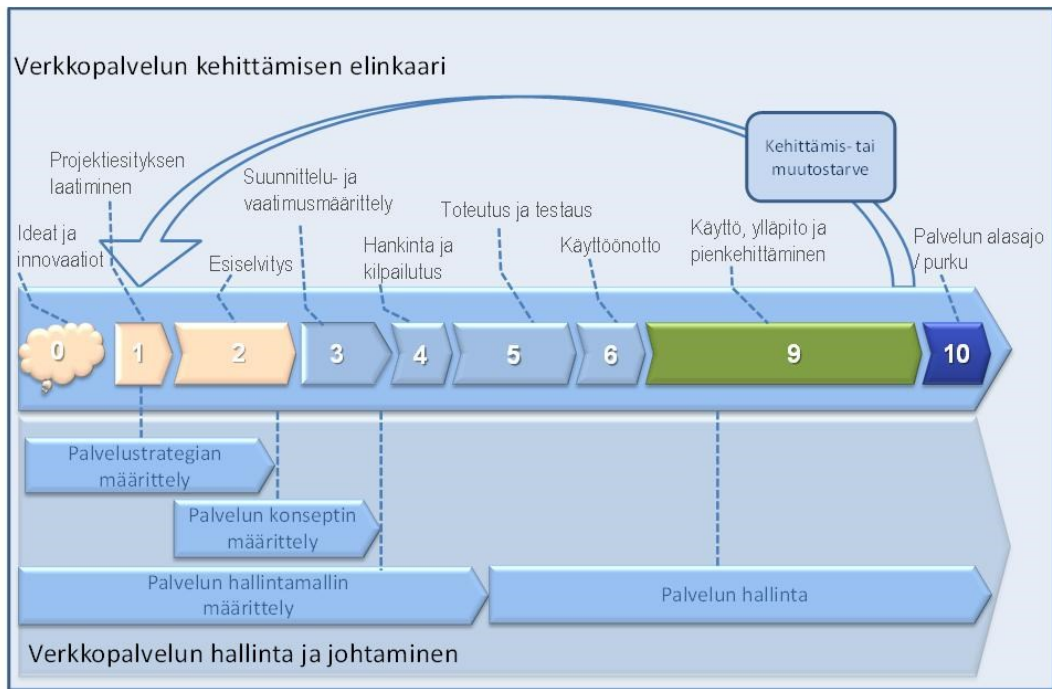 Verkkopalvelun kehittämisen elinkaari
Kehittämis- tai
muutostarve
Projektiesityksen
laatiminen
Suunnittelu- ja
vaatimusmäärittely
Toteutus ja testaus
Käyttö, ylläpito ja
pienkehittäminen
Ideat ja
innovaatiot
Esiselvitys
Hankinta ja
kilpailutus
Käyttöönotto
Palvelun alasajo
/ purku
0
1
2
3
4
5
6
9
10
Palvelustrategian
määrittely
Palvelun konseptin
määrittely
Palvelun hallintamallin
määrittely
Palvelun hallinta
Verkkopalvelun hallinta ja johtaminen